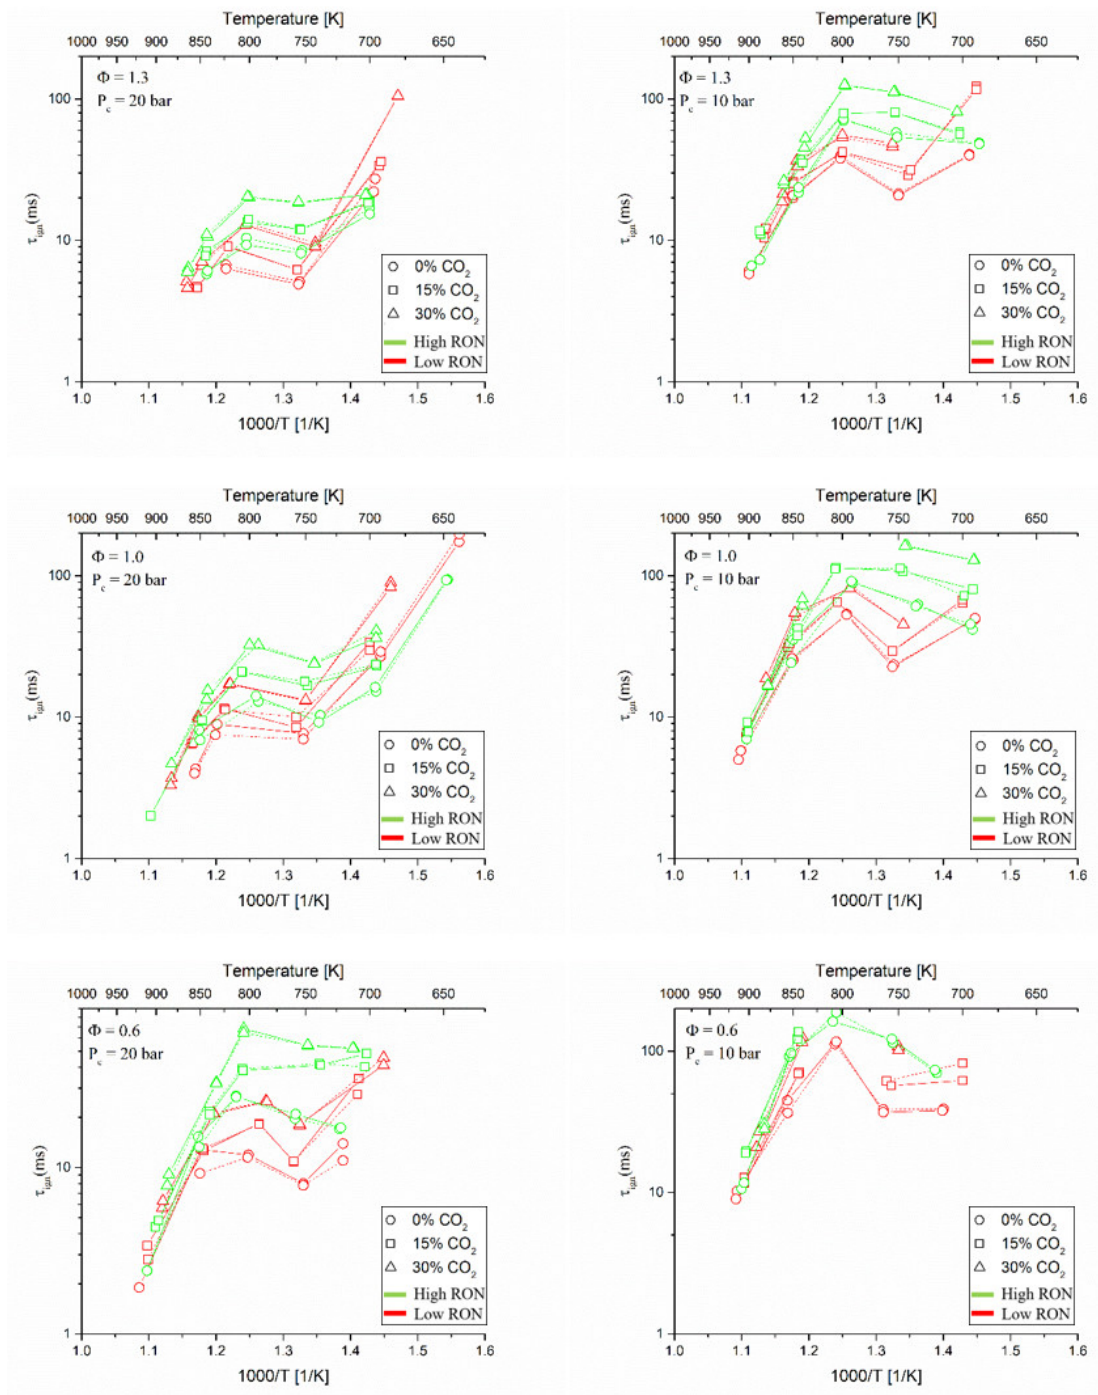 Temperature [K]
1000 950 900 850 800 750 700 650
Φ = 1.3
P_c = 20 bar
100
10
1
τ_ign(ms)
0% CO₂
15% CO₂
30% CO₂
High RON
Low RON
1.0 1.1 1.2 1.3 1.4 1.5 1.6
1000/T [1/K]
Temperature [K]
1000 950 900 850 800 750 700 650
Φ = 1.3
P_c = 10 bar
100
10
1
τ_ign(ms)
0% CO₂
15% CO₂
30% CO₂
High RON
Low RON
1.0 1.1 1.2 1.3 1.4 1.5 1.6
1000/T [1/K]
Temperature [K]
1000 950 900 850 800 750 700 650
Φ = 1.0
P_c = 20 bar
100
10
1
τ_ign(ms)
0% CO₂
15% CO₂
30% CO₂
High RON
Low RON
1.0 1.1 1.2 1.3 1.4 1.5 1.6
1000/T [1/K]
Temperature [K]
1000 950 900 850 800 750 700 650
Φ = 1.0
P_c = 10 bar
100
10
1
τ_ign(ms)
0% CO₂
15% CO₂
30% CO₂
High RON
Low RON
1.0 1.1 1.2 1.3 1.4 1.5 1.6
1000/T [1/K]
Temperature [K]
1000 950 900 850 800 750 700 650
Φ = 0.6
P_c = 20 bar
10
1
τ_ign(ms)
0% CO₂
15% CO₂
30% CO₂
High RON
Low RON
1.0 1.1 1.2 1.3 1.4 1.5 1.6
1000/T [1/K]
Temperature [K]
1000 950 900 850 800 750 700 650
Φ = 0.6
P_c = 10 bar
100
10
1
τ_ign(ms)
0% CO₂
15% CO₂
30% CO₂
High RON
Low RON
1.0 1.1 1.2 1.3 1.4 1.5 1.6
1000/T [1/K]